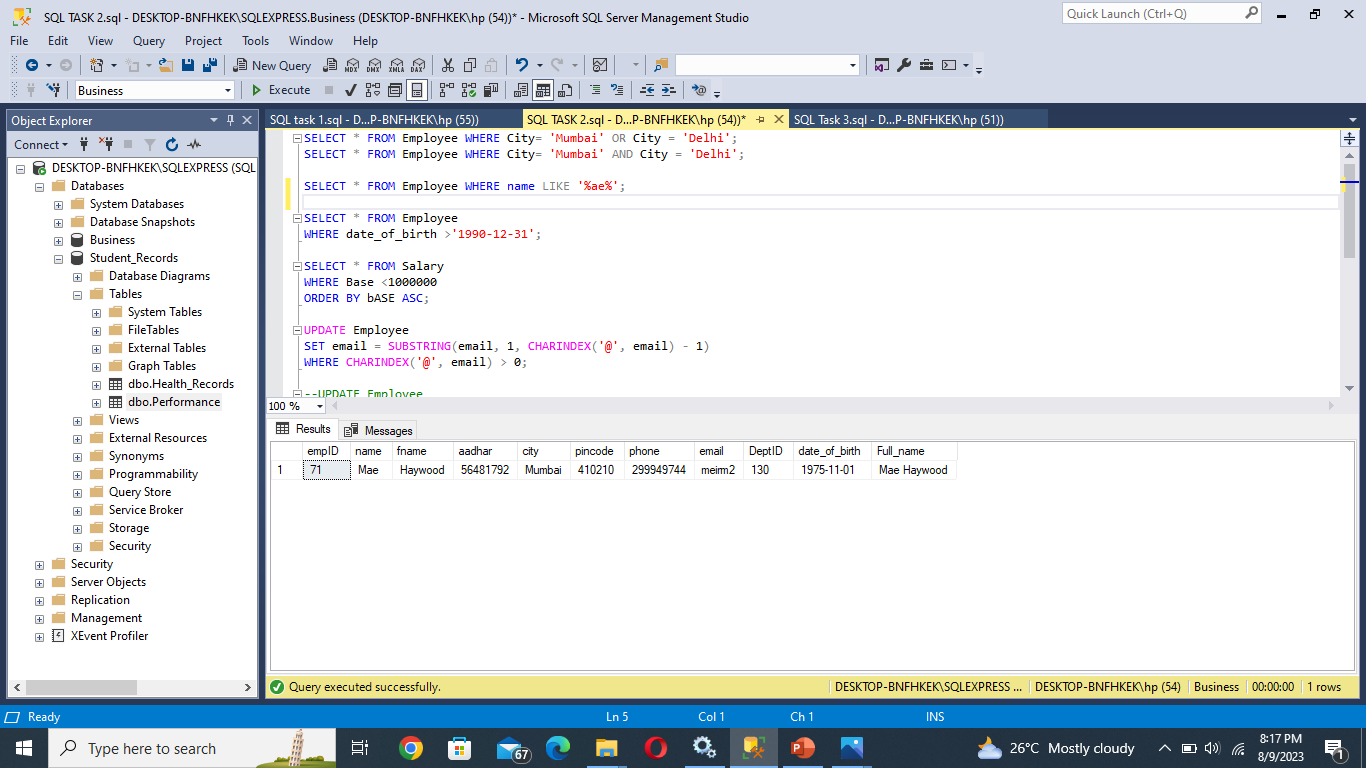 SQL TASK 2.sql - DESKTOP-BNFHKEK\SQLEXPRESS.Business (DESKTOP-BNFHKEK\hp (54))* - Microsoft SQL Server Management Studio
Quick Launch (Ctrl+Q)
File Edit View Query Project Tools Window Help
New Query MDX DMX XMLA DAX
Business Execute
Object Explorer
Connect
DESKTOP-BNFHKEK\SQLEXPRESS (SQL
Databases
System Databases
Database Snapshots
Business
Student_Records
Database Diagrams
Tables
System Tables
FileTables
External Tables
Graph Tables
dbo.Health_Records
dbo.Performance
Views
External Resources
Synonyms
Programmability
Query Store
Service Broker
Storage
Security
Security
Server Objects
Replication
Management
XEvent Profiler
SQL task 1.sql - D...P-BNFHKEK\hp (55)) SQL TASK 2.sql - D...P-BNFHKEK\hp (54))* SQL Task 3.sql - D...P-BNFHKEK\hp (51))
SELECT * FROM Employee WHERE City= 'Mumbai' OR City = 'Delhi';
SELECT * FROM Employee WHERE City= 'Mumbai' AND City = 'Delhi';
SELECT * FROM Employee WHERE name LIKE '%ae%';
SELECT * FROM Employee
WHERE date_of_birth >'1990-12-31';
SELECT * FROM Salary
WHERE Base <1000000
ORDER BY bASE ASC;
UPDATE Employee
SET email = SUBSTRING(email, 1, CHARINDEX('@', email) - 1)
WHERE CHARINDEX('@', email) > 0;
--UPDATE Employee
100 %
Results Messages
empID name fname aadhar city pincode phone email DeptID date_of_birth Full_name
1 71 Mae Haywood 56481792 Mumbai 410210 299949744 meirm2 130 1975-11-01 Mae Haywood
Query executed successfully. DESKTOP-BNFHKEK\SQLEXPRESS ... DESKTOP-BNFHKEK\hp (54) Business 00:00:00 1 rows
Ready Ln 5 Col 1 Ch 1 INS
Type here to search 67 26°C Mostly cloudy 8:17 PM
8/9/2023 1